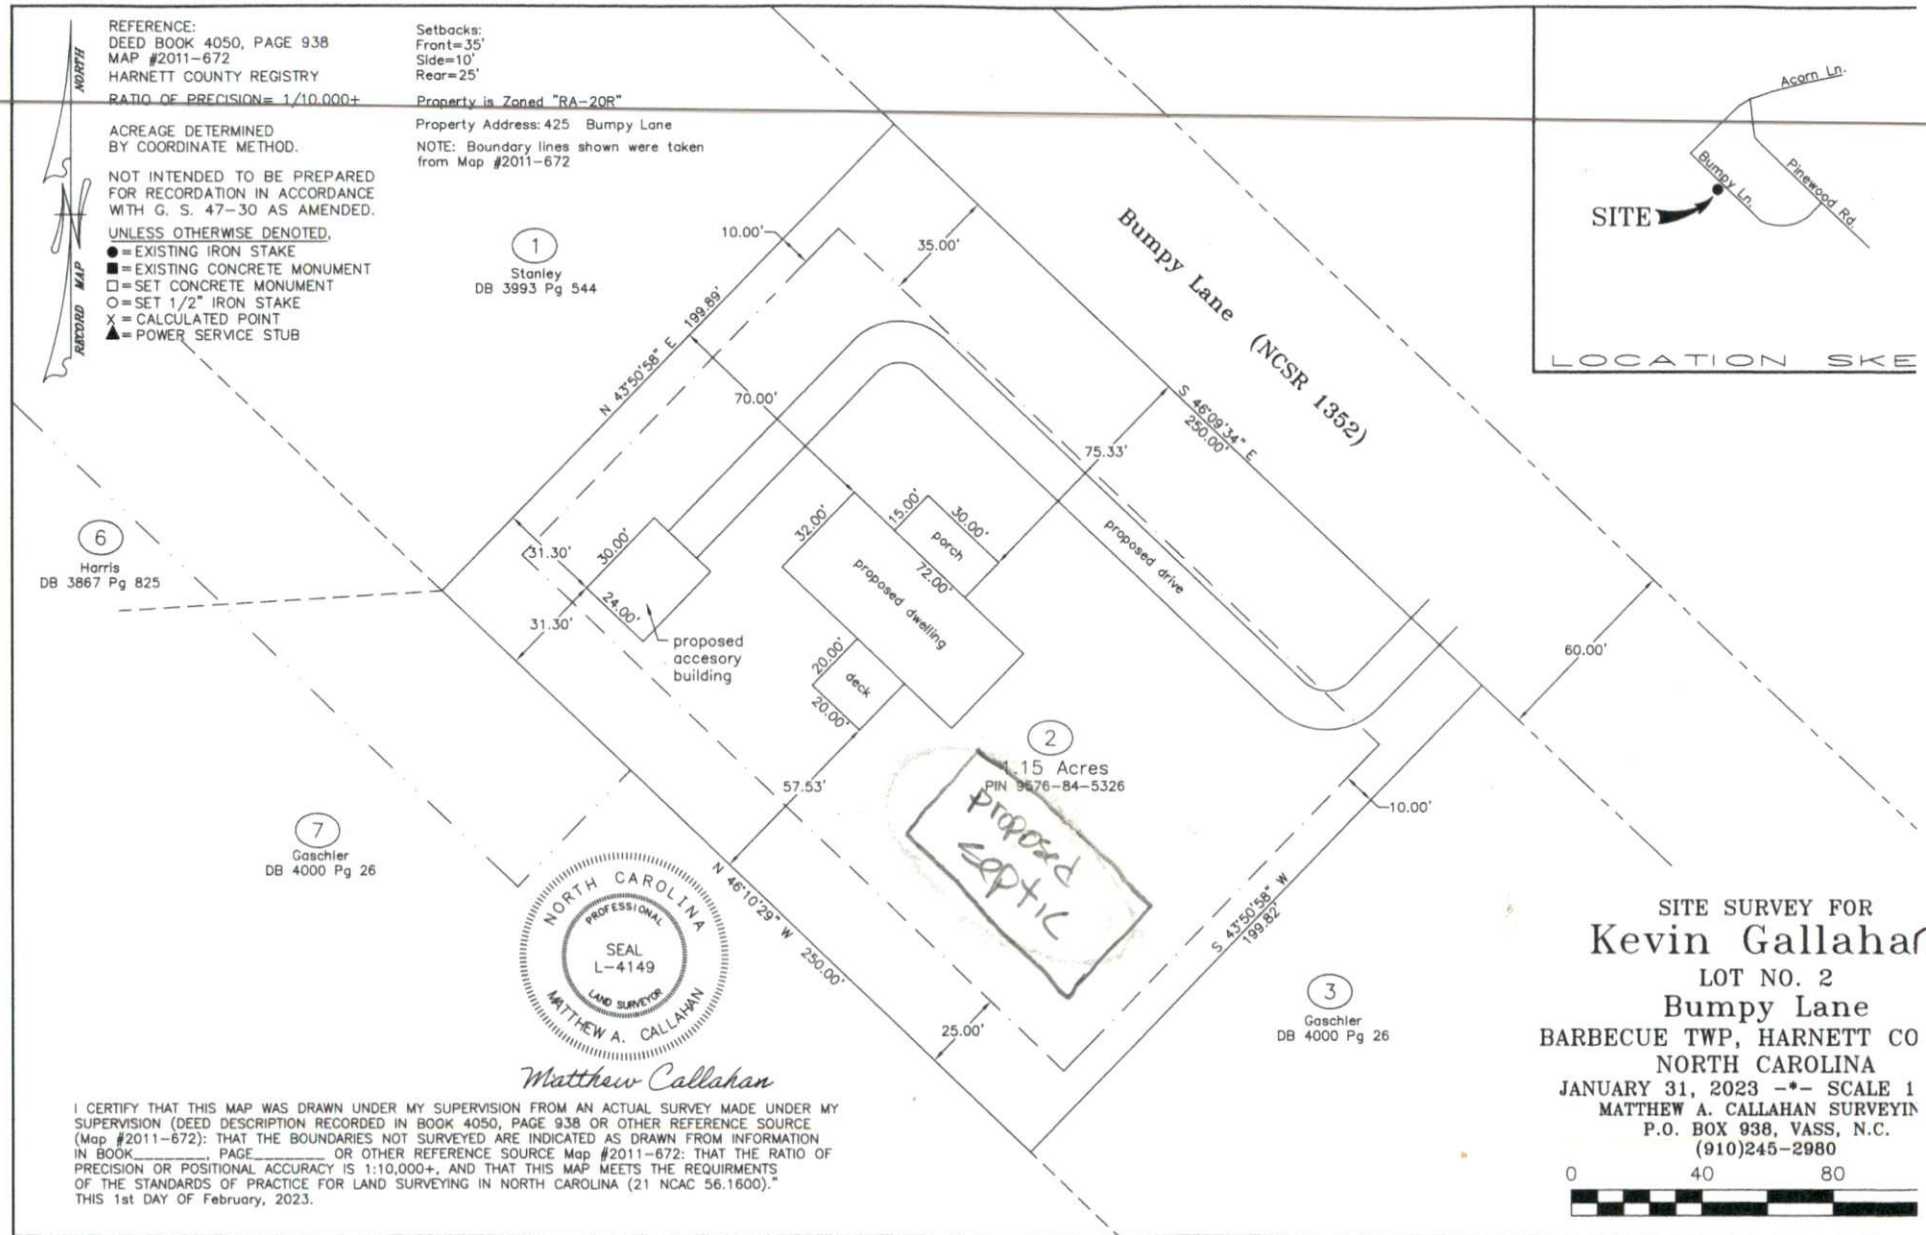 NORTH
RECORD MAP
REFERENCE:
DEED BOOK 4050, PAGE 938
MAP #2011-672
HARNETT COUNTY REGISTRY
RATIO OF PRECISION= 1/10,000+
ACREAGE DETERMINED
BY COORDINATE METHOD.
NOT INTENDED TO BE PREPARED
FOR RECORDATION IN ACCORDANCE
WITH G. S. 47-30 AS AMENDED.
UNLESS OTHERWISE DENOTED,
●=EXISTING IRON STAKE
■=EXISTING CONCRETE MONUMENT
□=SET CONCRETE MONUMENT
○=SET 1/2" IRON STAKE
X = CALCULATED POINT
▲= POWER SERVICE STUB
Setbacks:
Front=35'
Side=10'
Rear=25'
Property is Zoned "RA-20R"
Property Address: 425 Bumpy Lane
NOTE: Boundary lines shown were taken
from Map #2011-672
Acorn Ln.
Bumpy Ln.
Pinewood Rd.
SITE
LOCATION SKE
1
Stanley
DB 3993 Pg 544
10.00'
35.00'
Bumpy Lane (NCSR 1352)
N 43°50'58" E 199.89'
70.00'
75.33'
S 46°09'34" E
250.00'
60.00'
6
Harris
DB 3867 Pg 825
31.30'
30.00'
24.00'
31.30'
proposed
accesory
building
32.00'
15.00'
30.00'
porch
72.00'
proposed dwelling
proposed drive
20.00'
deck
20.00'
57.53'
2
1.15 Acres
PIN 9576-84-5326
proposed
septic
10.00'
7
Gaschler
DB 4000 Pg 26
N 46°10'29" W 250.00'
S 43°50'58" W
199.82'
25.00'
3
Gaschler
DB 4000 Pg 26
NORTH CAROLINA
PROFESSIONAL
SEAL
L-4149
LAND SURVEYOR
MATTHEW A. CALLAHAN
Matthew Callahan
I CERTIFY THAT THIS MAP WAS DRAWN UNDER MY SUPERVISION FROM AN ACTUAL SURVEY MADE UNDER MY
SUPERVISION (DEED DESCRIPTION RECORDED IN BOOK 4050, PAGE 938 OR OTHER REFERENCE SOURCE
(Map #2011-672): THAT THE BOUNDARIES NOT SURVEYED ARE INDICATED AS DRAWN FROM INFORMATION
IN BOOK________, PAGE________ OR OTHER REFERENCE SOURCE Map #2011-672: THAT THE RATIO OF
PRECISION OR POSITIONAL ACCURACY IS 1:10,000+, AND THAT THIS MAP MEETS THE REQUIRMENTS
OF THE STANDARDS OF PRACTICE FOR LAND SURVEYING IN NORTH CAROLINA (21 NCAC 56.1600)."
THIS 1st DAY OF February, 2023.
SITE SURVEY FOR
Kevin Gallahan
LOT NO. 2
Bumpy Lane
BARBECUE TWP, HARNETT CO
NORTH CAROLINA
JANUARY 31, 2023 -*- SCALE 1
MATTHEW A. CALLAHAN SURVEYIN
P.O. BOX 938, VASS, N.C.
(910)245-2980
0 40 80